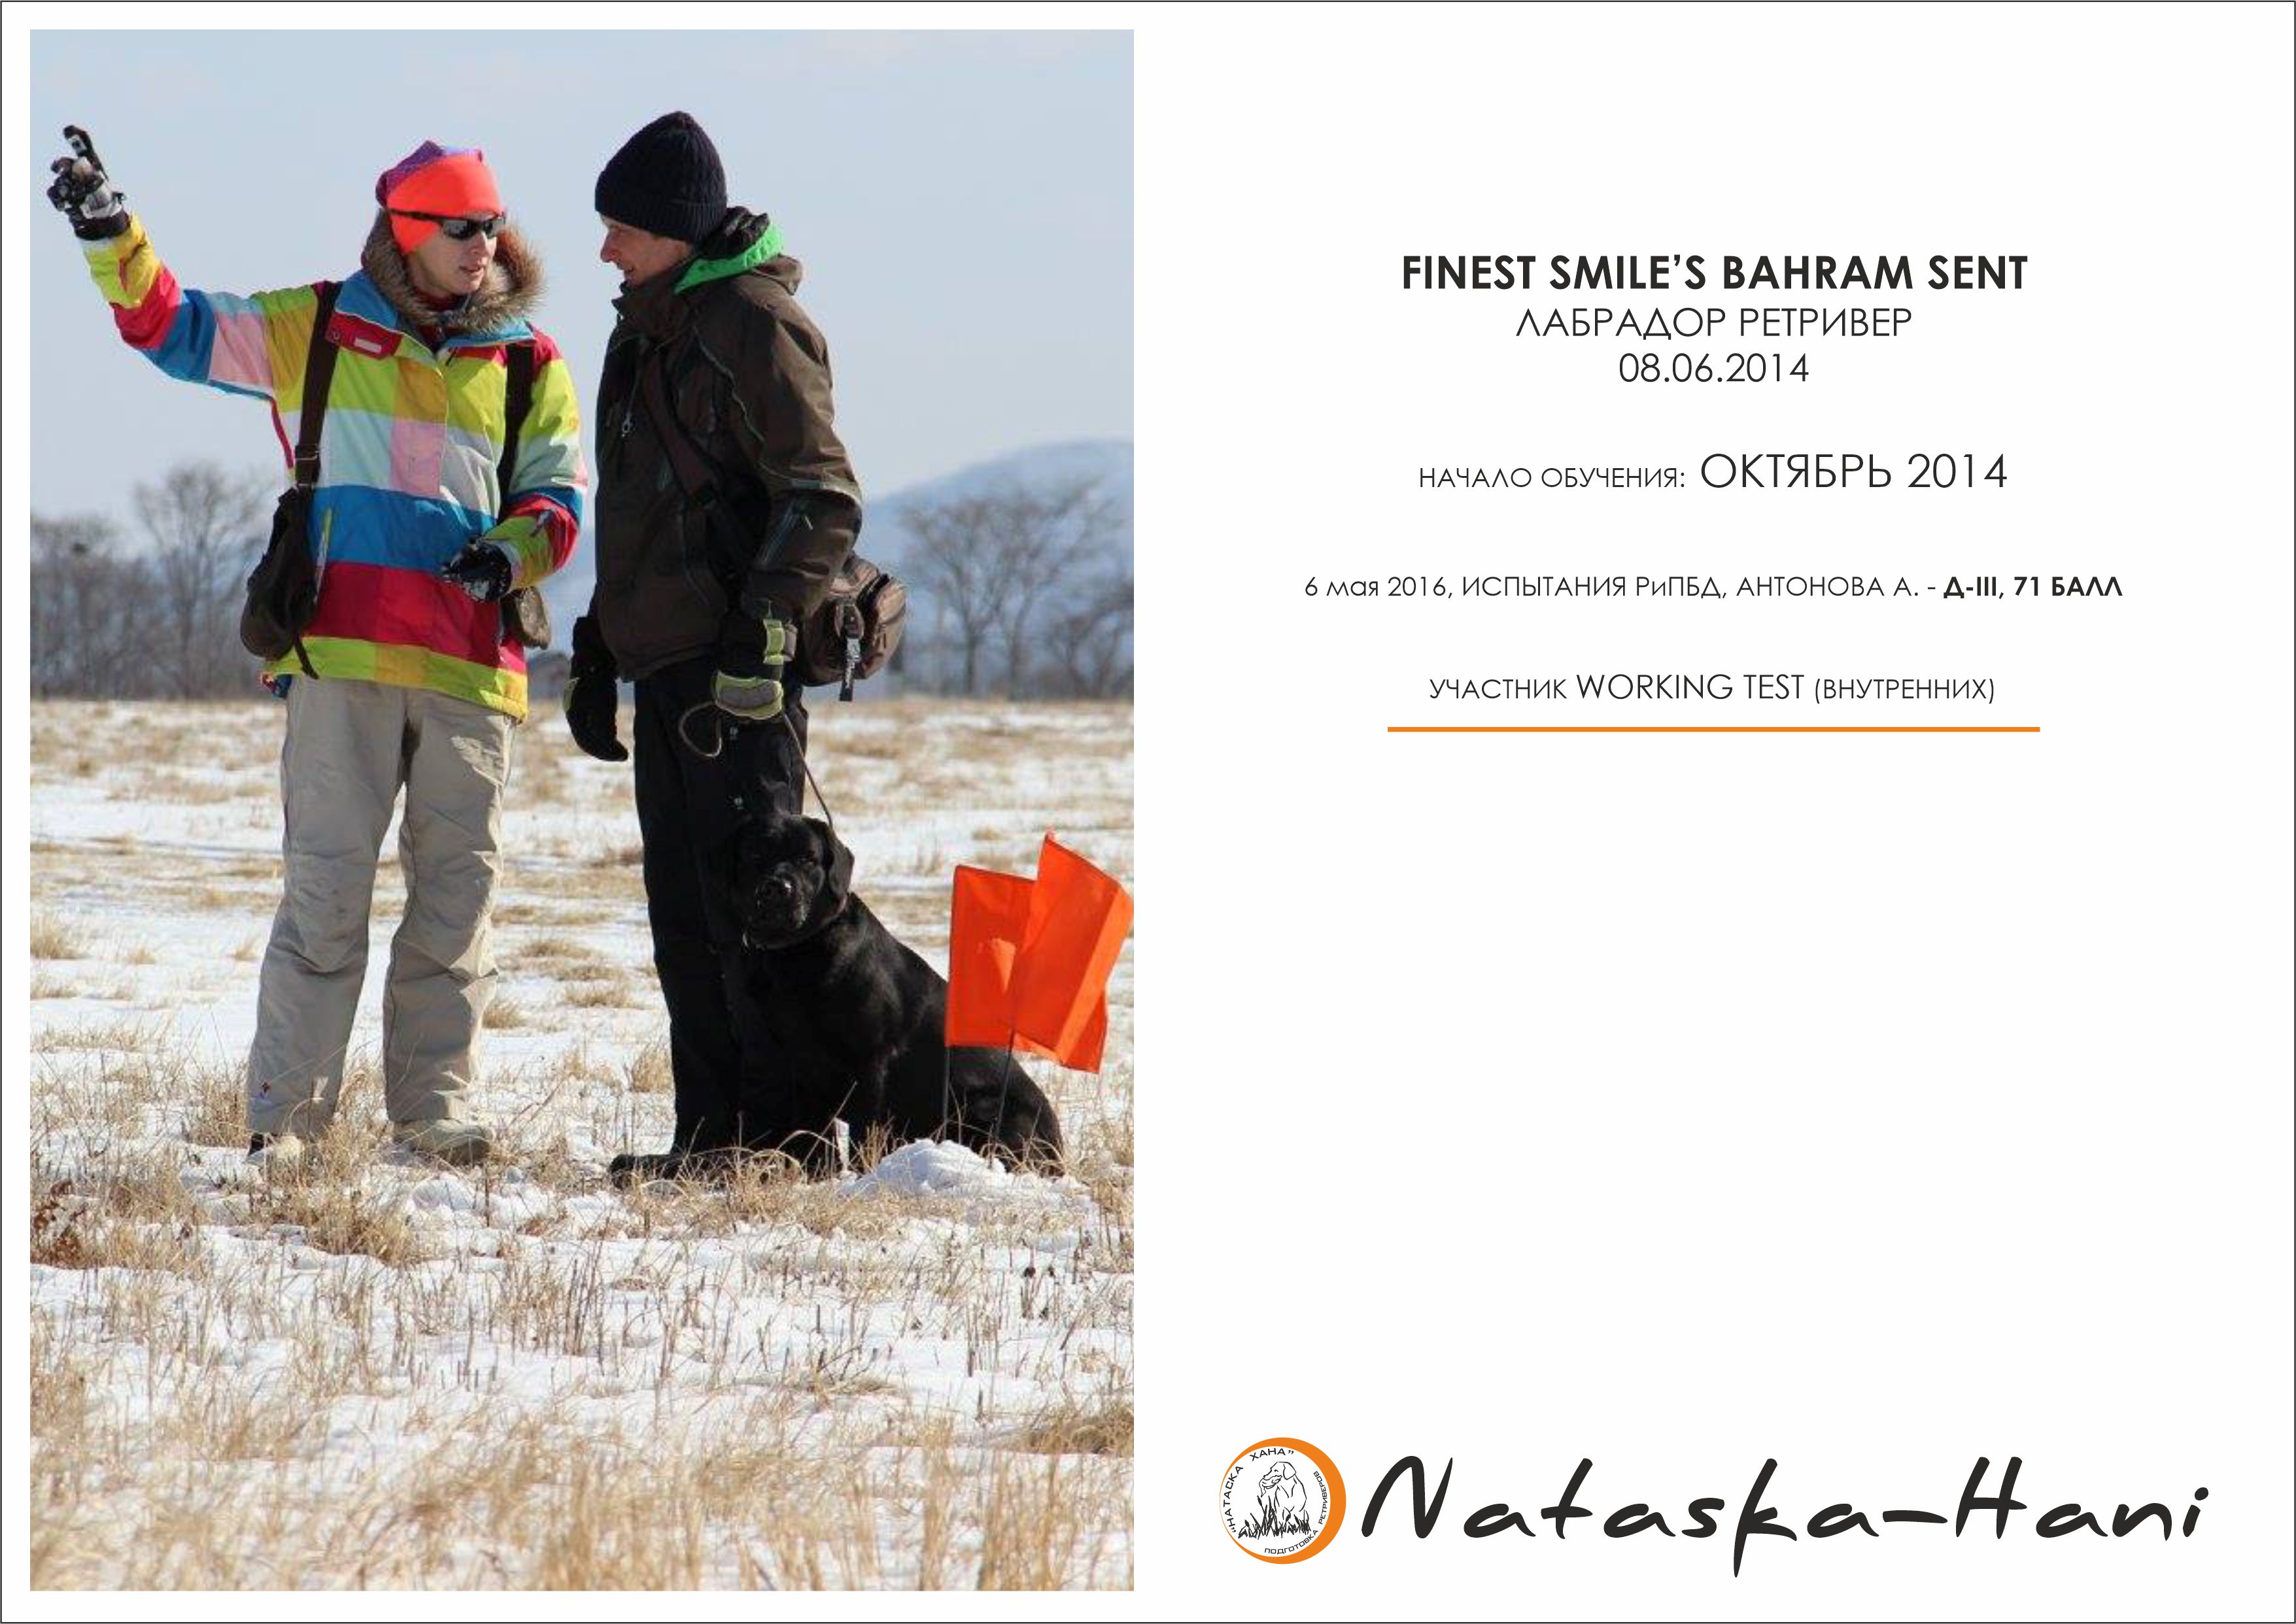 FINEST SMILE’S BAHRAM SENT
ЛАБРАДОР РЕТРИВЕР
08.06.2014
НАЧАЛО ОБУЧЕНИЯ: ОКТЯБРЬ 2014
6 мая 2016, ИСПЫТАНИЯ РиПБД, АНТОНОВА А. - Д-III, 71 БАЛЛ
УЧАСТНИК WORKING TEST (ВНУТРЕННИХ)
"НАТАСКА ХАНА"
ПОДГОТОВКА РЕТРИВЕРОВ
Nataska-Hani